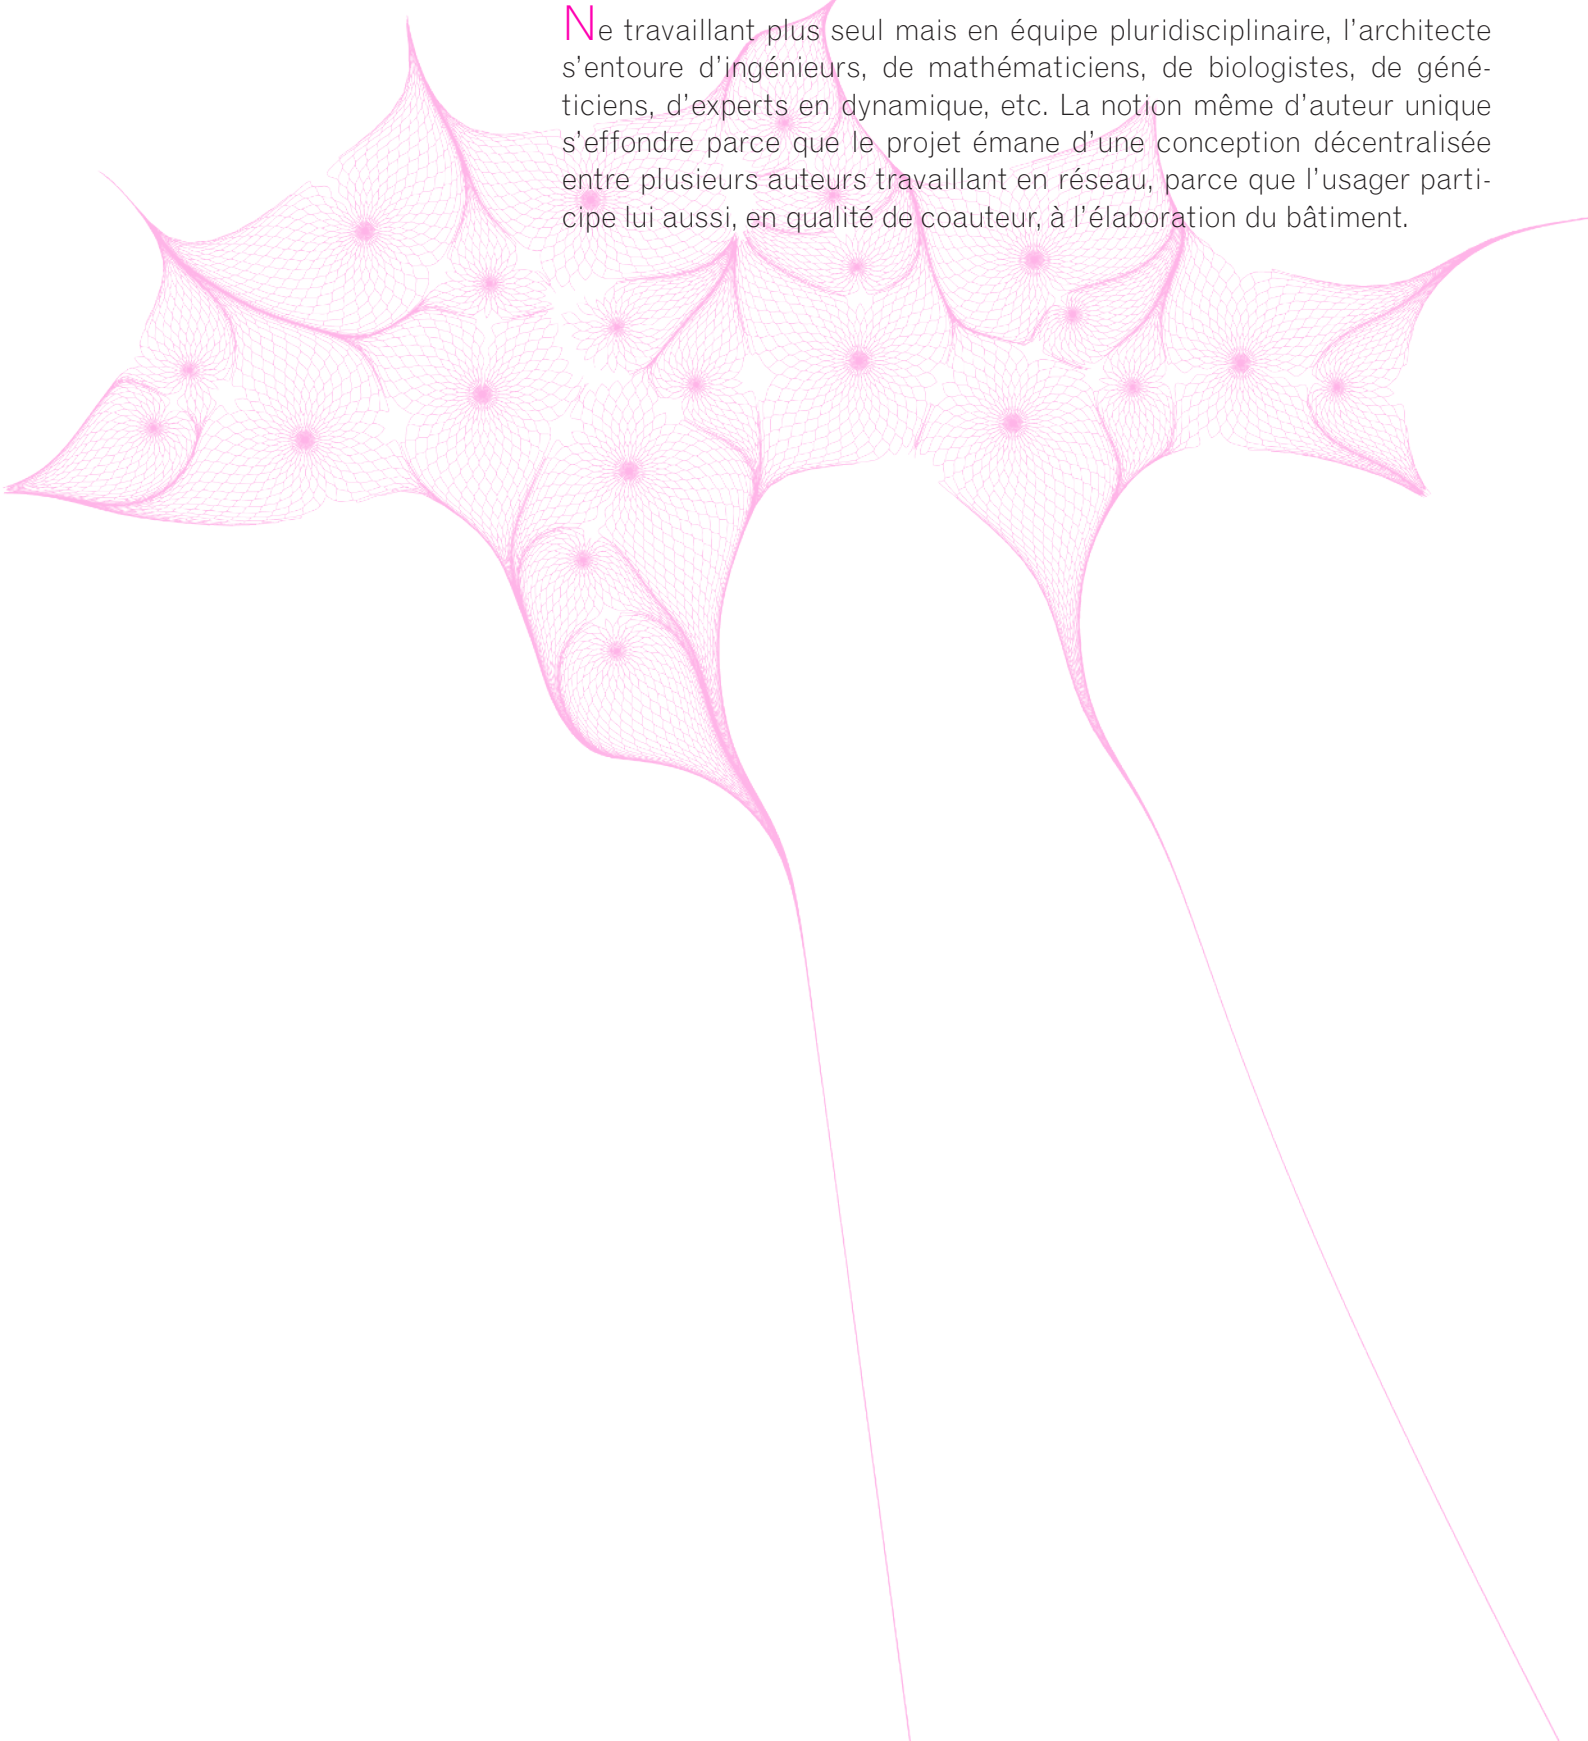 Ne travaillant plus seul mais en équipe pluridisciplinaire, l’architecte
s’entoure d’ingénieurs, de mathématiciens, de biologistes, de géné-
ticiens, d’experts en dynamique, etc. La notion même d’auteur unique
s’effondre parce que le projet émane d’une conception décentralisée
entre plusieurs auteurs travaillant en réseau, parce que l’usager parti-
cipe lui aussi, en qualité de coauteur, à l’élaboration du bâtiment.